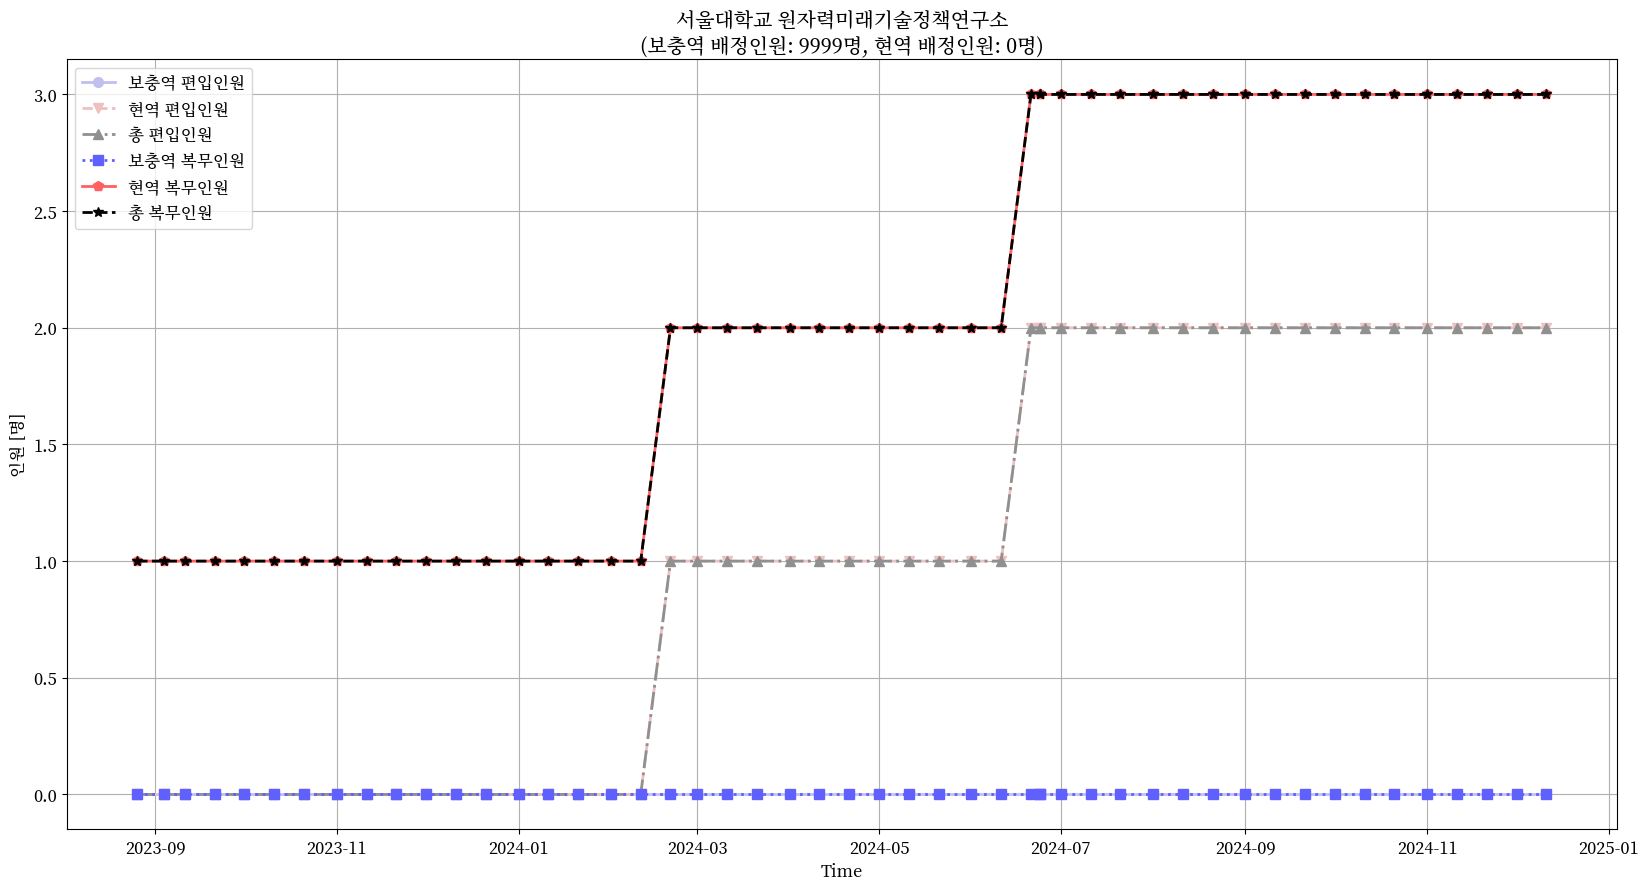 서울대학교 원자력미래기술정책연구소
(보충역 배정인원: 9999명, 현역 배정인원: 0명)
보충역 편입인원
현역 편입인원
총 편입인원
보충역 복무인원
현역 복무인원
총 복무인원
3.0
2.5
2.0
1.5
1.0
0.5
0.0
인원 [명]
2023-09
2023-11
2024-01
2024-03
2024-05
2024-07
2024-09
2024-11
2025-01
Time